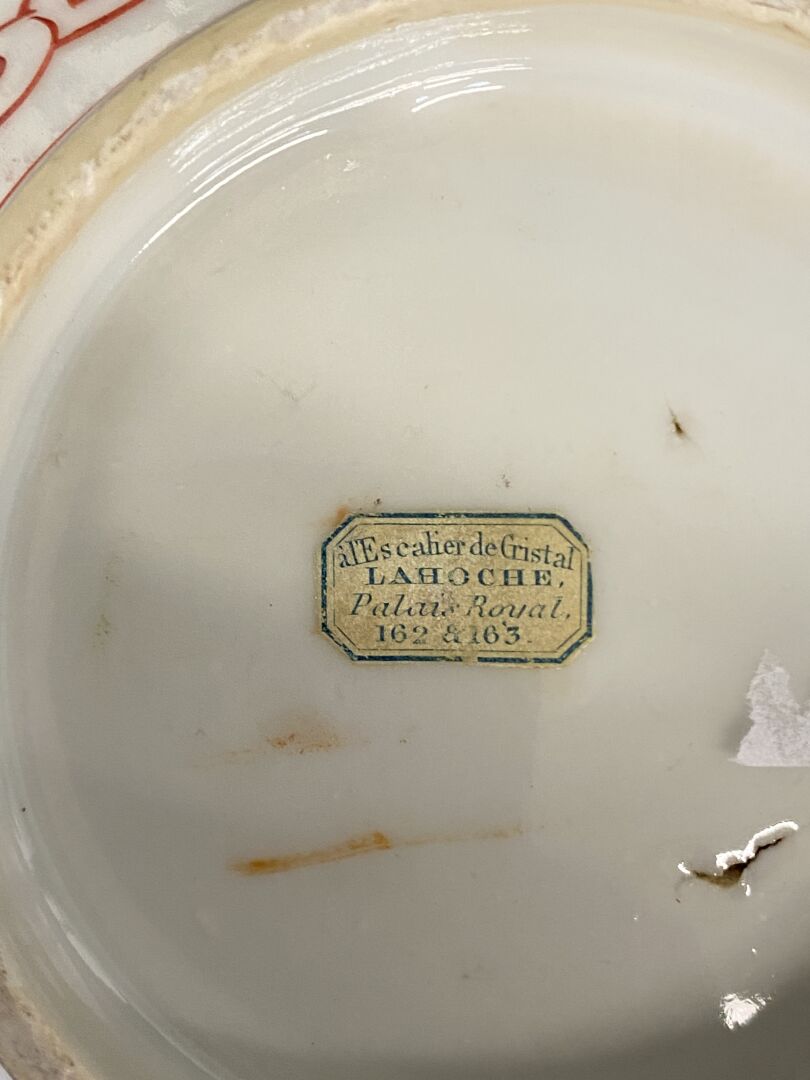 à l'Escalier de Cristal
LAHOCHE,
Palais Royal,
162 & 163.